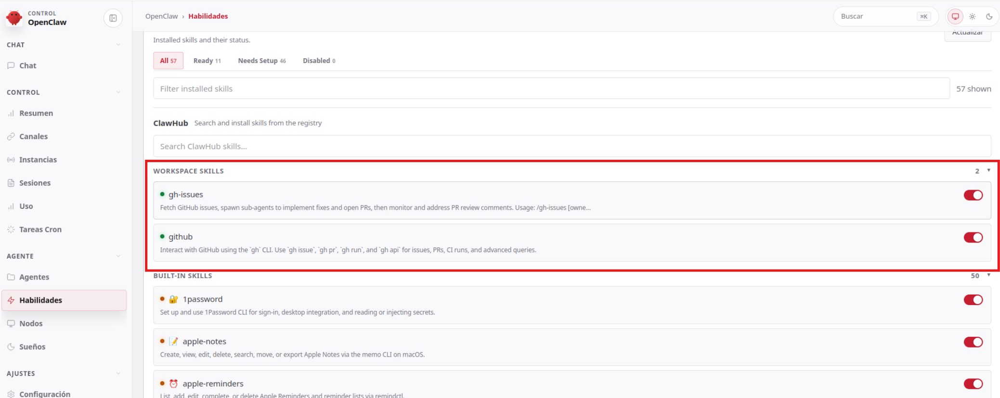 CONTROL
OpenClaw
OpenClaw › Habilidades
Buscar ⌘K
CHAT
Chat
CONTROL
Resumen
Canales
Instancias
Sesiones
Uso
Tareas Cron
AGENTE
Agentes
Habilidades
Nodos
Sueños
AJUSTES
Configuración
Actualizar
Installed skills and their status.
All 57 Ready 11 Needs Setup 46 Disabled 0
Filter installed skills
57 shown
ClawHub Search and install skills from the registry
Search ClawHub skills...
WORKSPACE SKILLS 2
gh-issues
Fetch GitHub issues, spawn sub-agents to implement fixes and open PRs, then monitor and address PR review comments. Usage: /gh-issues [owne...
github
Interact with GitHub using the `gh` CLI. Use `gh issue`, `gh pr`, `gh run`, and `gh api` for issues, PRs, CI runs, and advanced queries.
BUILT-IN SKILLS 50
1password
Set up and use 1Password CLI for sign-in, desktop integration, and reading or injecting secrets.
apple-notes
Create, view, edit, delete, search, move, or export Apple Notes via the memo CLI on macOS.
apple-reminders
List, add, edit, complete, or delete Apple Reminders and reminder lists via remindctl.